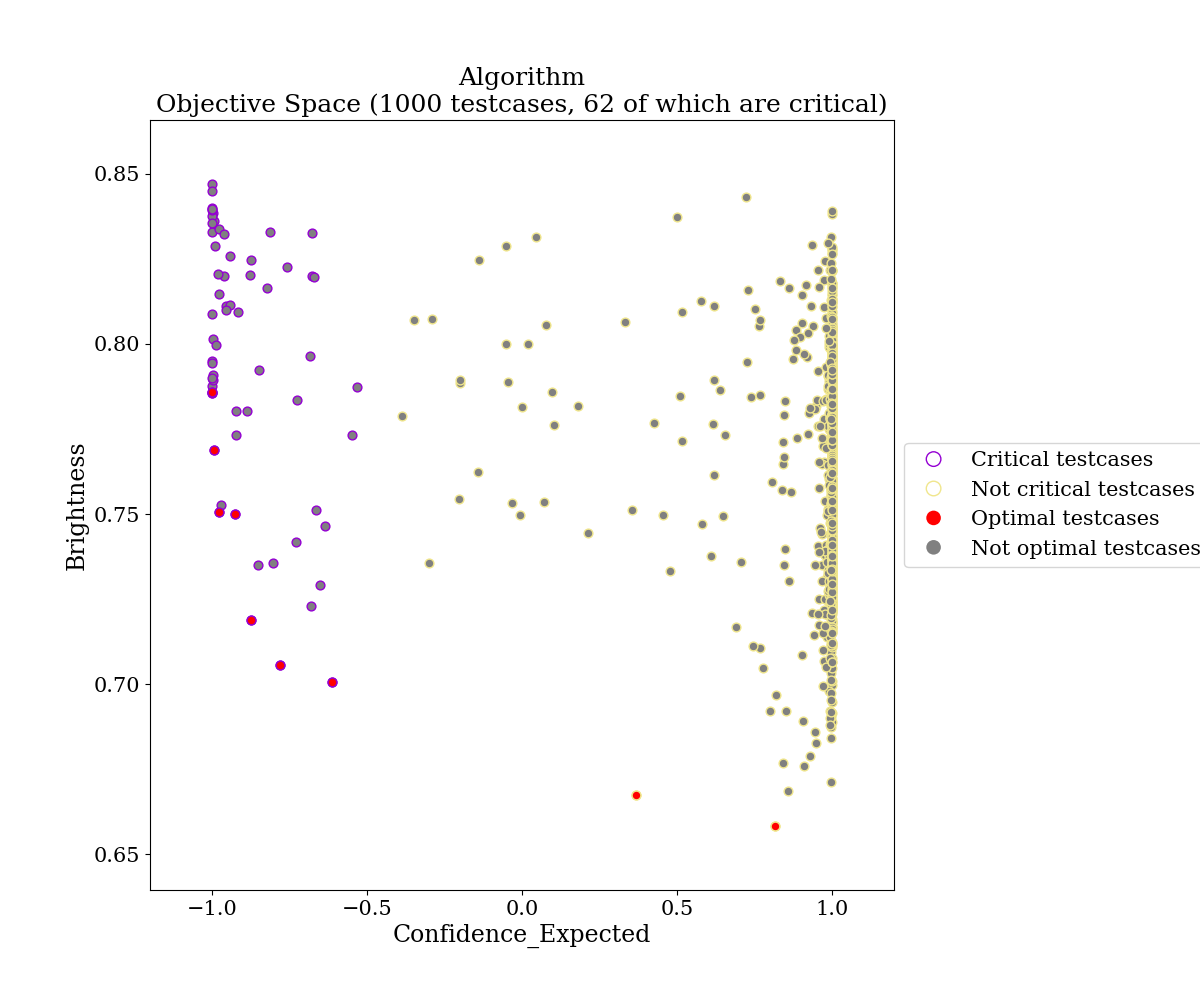 Algorithm
Objective Space (1000 testcases, 62 of which are critical)
0.85
0.80
0.75
0.70
0.65
Brightness
−1.0
−0.5
0.0
0.5
1.0
Confidence_Expected
Critical testcases
Not critical testcases
Optimal testcases
Not optimal testcases